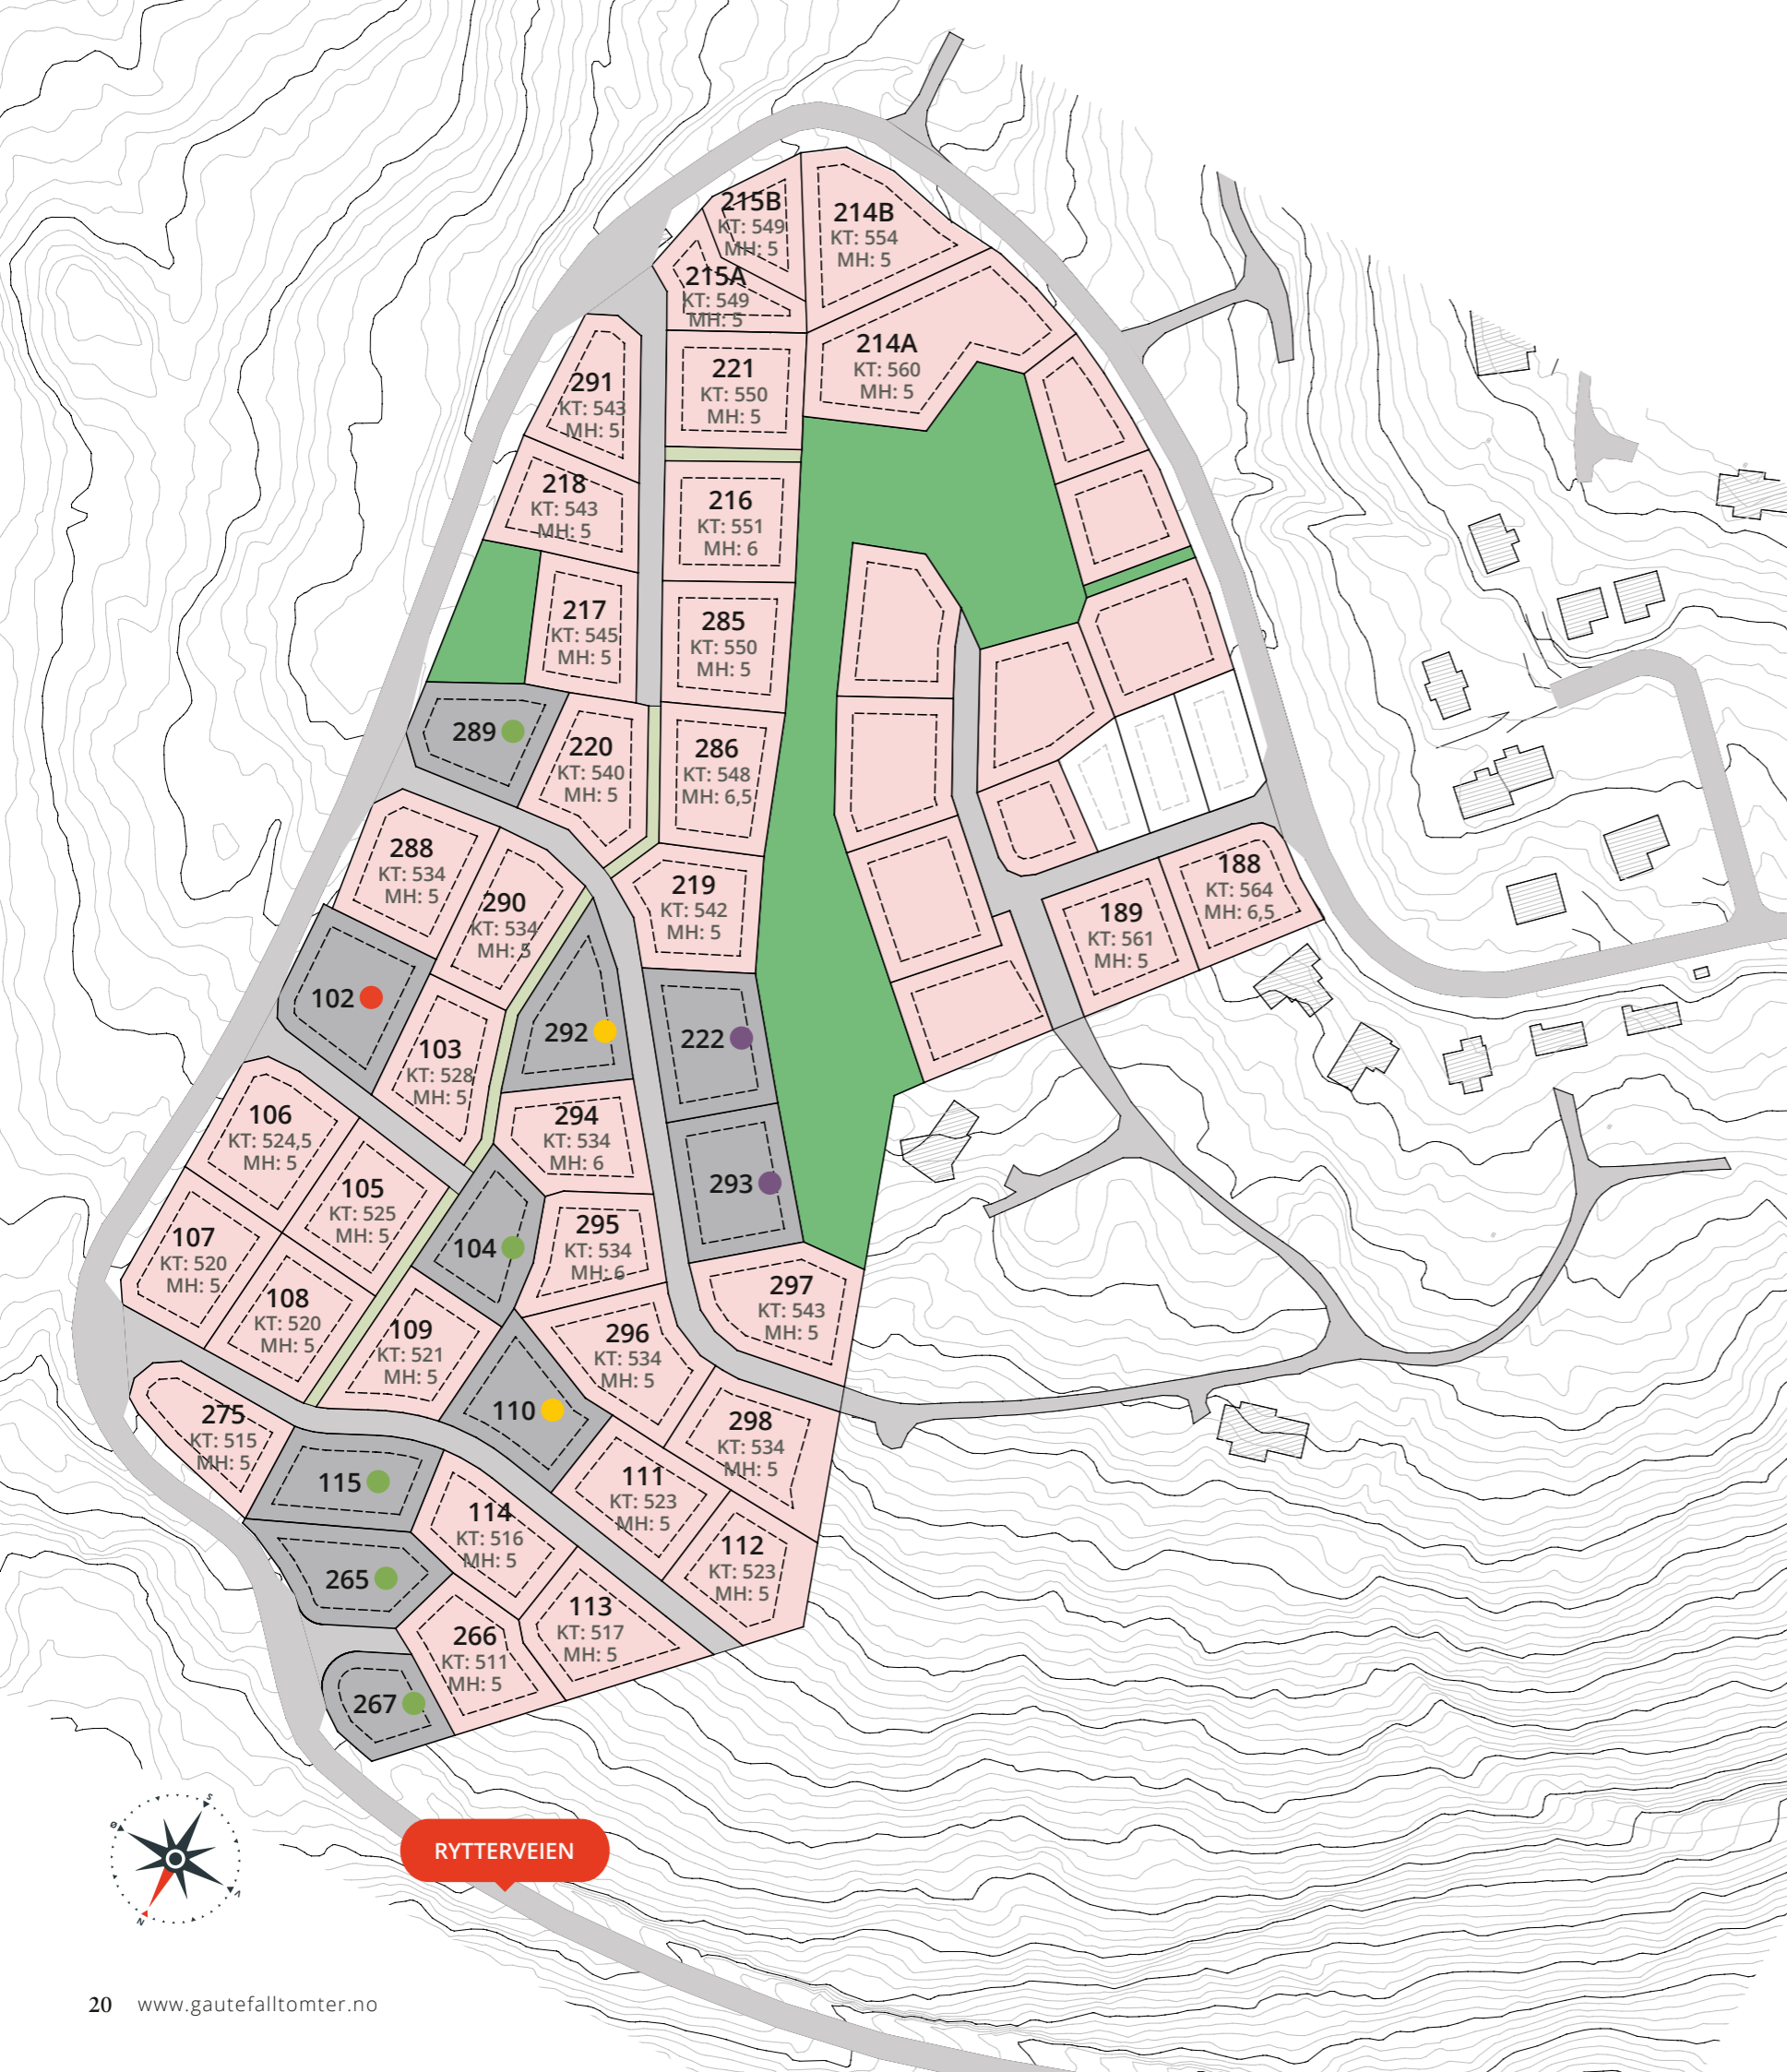 215B
KT: 549
MH: 5
214B
KT: 554
MH: 5
215A
KT: 549
MH: 5
214A
KT: 560
MH: 5
221
KT: 550
MH: 5
291
KT: 543
MH: 5
218
KT: 543
MH: 5
216
KT: 551
MH: 6
217
KT: 545
MH: 5
285
KT: 550
MH: 5
289
220
KT: 540
MH: 5
286
KT: 548
MH: 6,5
288
KT: 534
MH: 5
290
KT: 534
MH: 5
219
KT: 542
MH: 5
188
KT: 564
MH: 6,5
189
KT: 561
MH: 5
102
292
222
103
KT: 528
MH: 5
106
KT: 524,5
MH: 5
294
KT: 534
MH: 6
293
105
KT: 525
MH: 5
107
KT: 520
MH: 5
104
295
KT: 534
MH: 6
297
KT: 543
MH: 5
108
KT: 520
MH: 5
109
KT: 521
MH: 5
296
KT: 534
MH: 5
110
298
KT: 534
MH: 5
275
KT: 515
MH: 5
115
111
KT: 523
MH: 5
114
KT: 516
MH: 5
112
KT: 523
MH: 5
265
113
KT: 517
MH: 5
266
KT: 511
MH: 5
267
S
Ø
V
N
RYTTERVEIEN
20 www.gautefalltomter.no